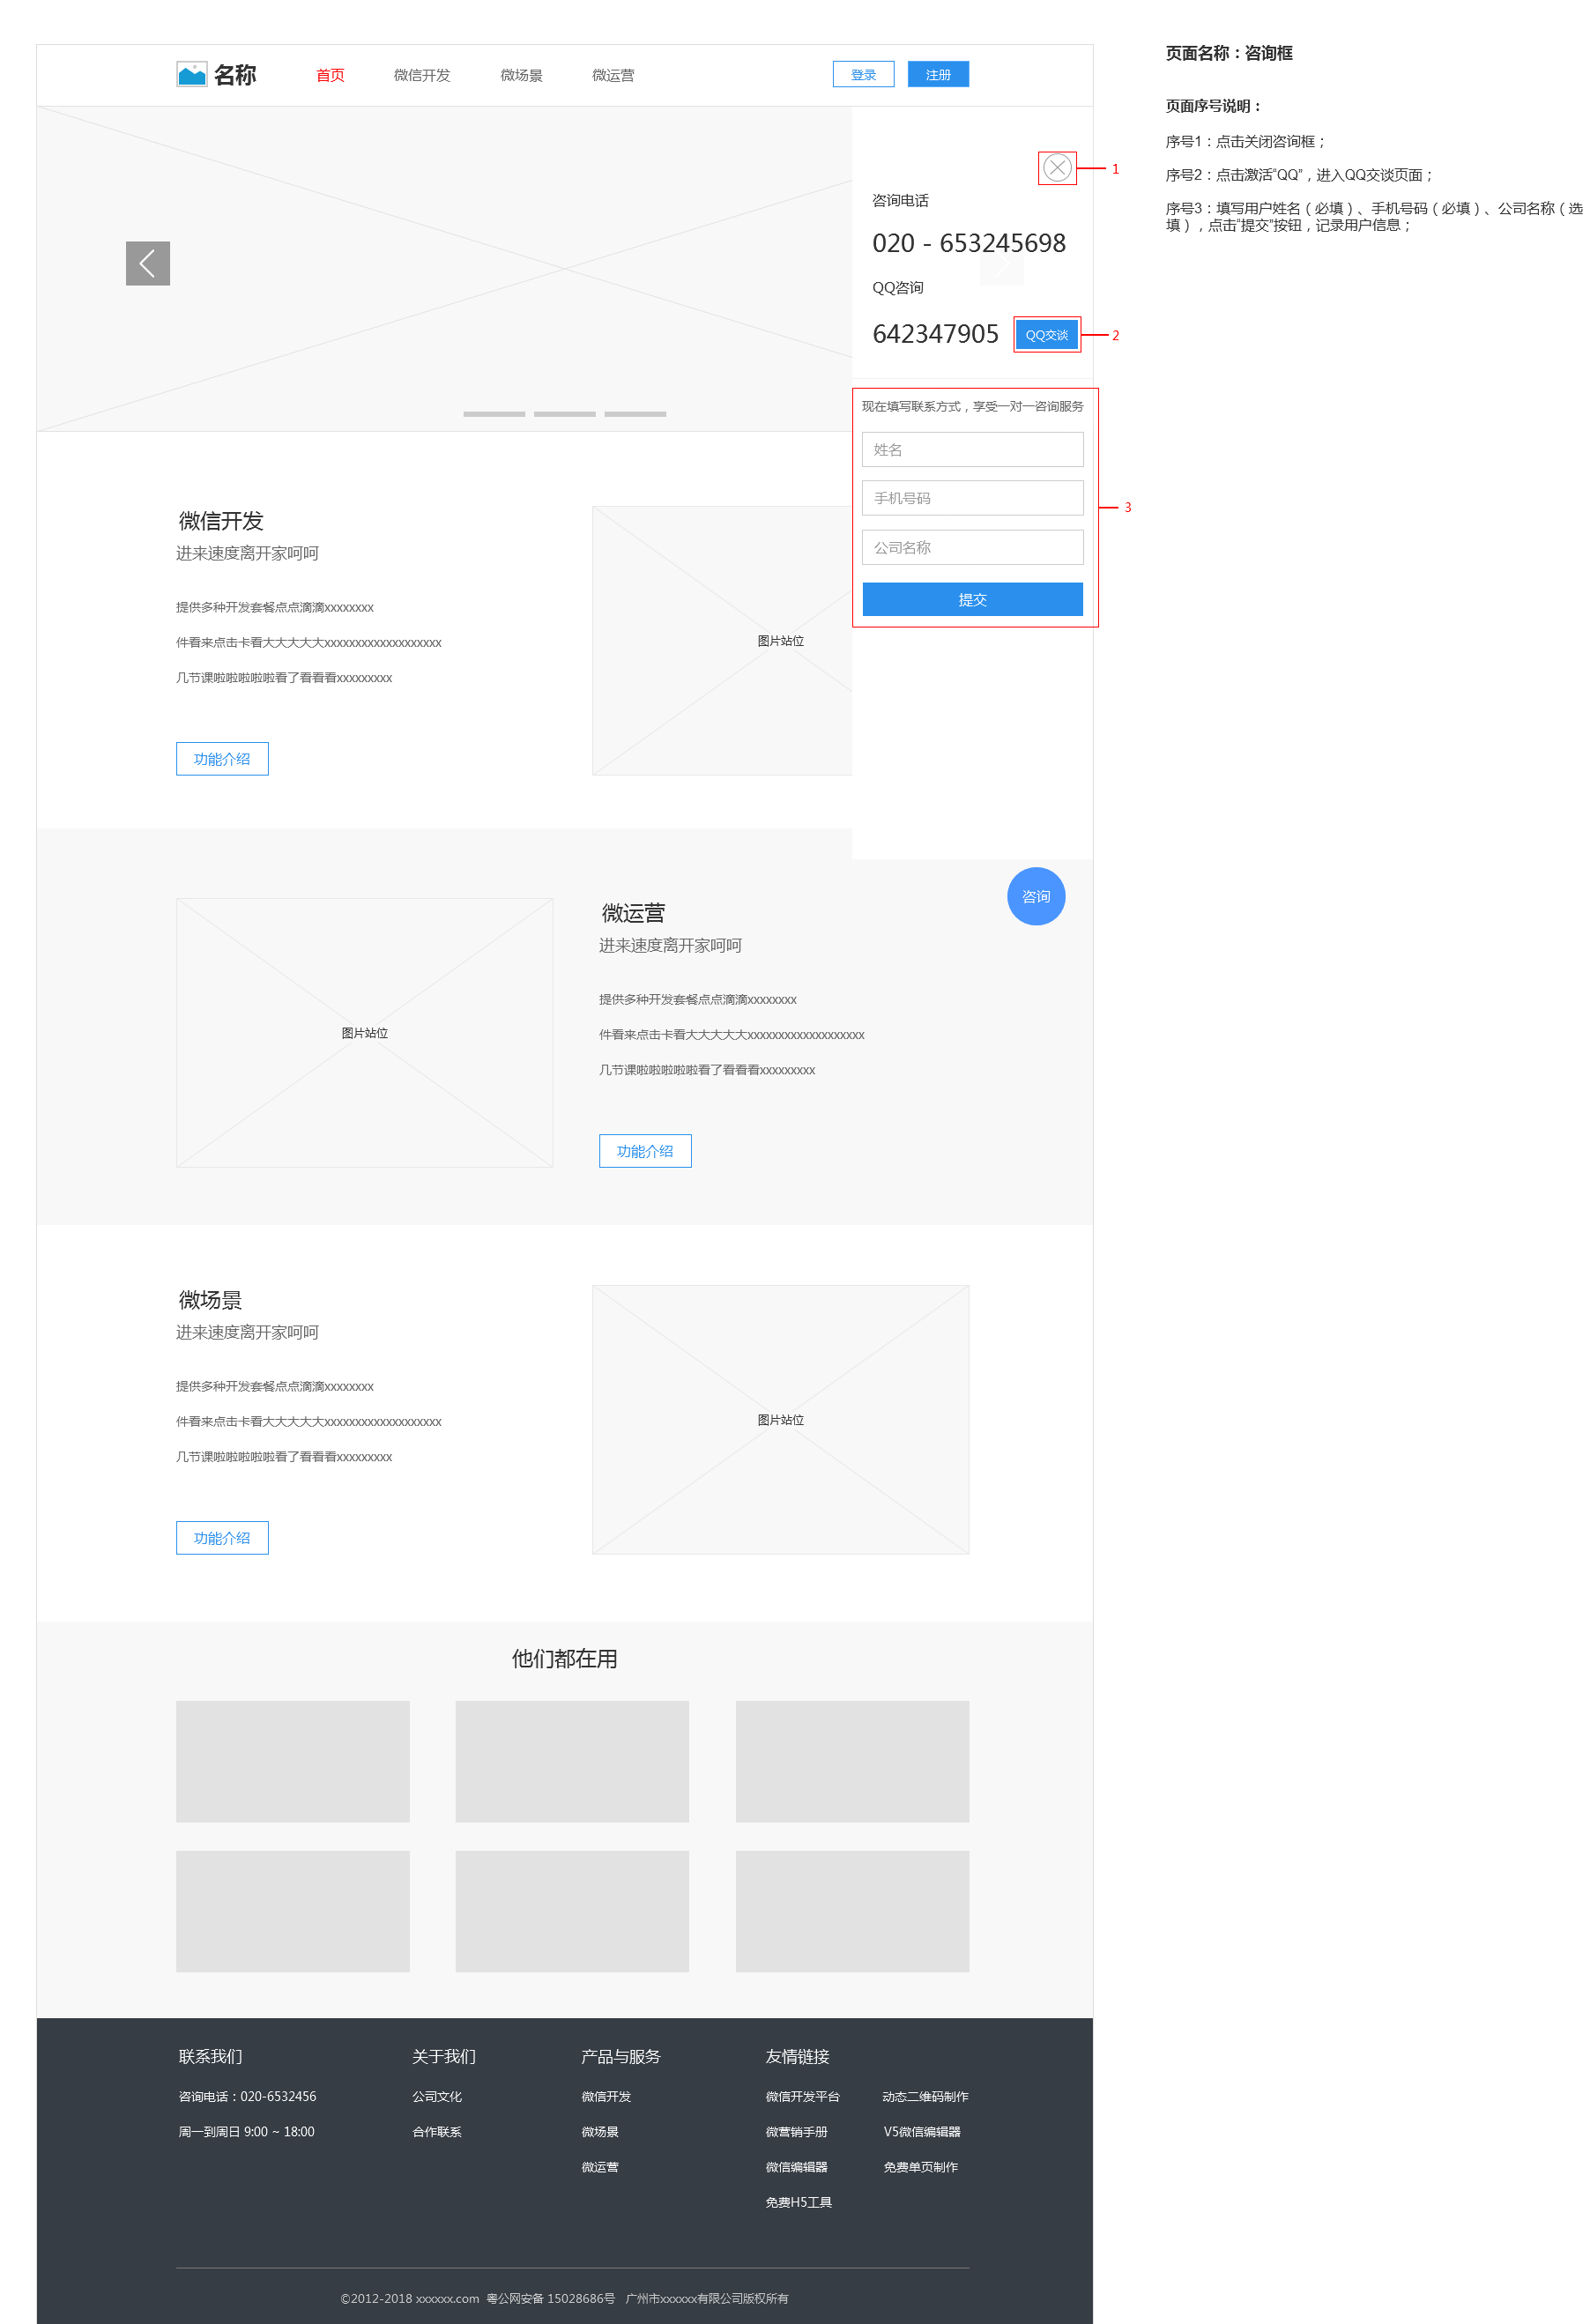 名称
首页
微信开发
微场景
微运营
登录
注册
页面名称：咨询框
页面序号说明：
序号1：点击关闭咨询框；
序号2：点击激活“QQ”，进入QQ交谈页面；
序号3：填写用户姓名（必填）、手机号码（必填）、公司名称（选
填），点击“提交”按钮，记录用户信息；
1
咨询电话
020 - 653245698
QQ咨询
642347905
QQ交谈
2
现在填写联系方式，享受一对一咨询服务
姓名
手机号码
公司名称
提交
3
微信开发
进来速度离开家呵呵
提供多种开发套餐点点滴滴xxxxxxxx
件看来点击卡看大大大大大xxxxxxxxxxxxxxxxxxx
几节课啦啦啦啦啦看了看看看xxxxxxxxx
功能介绍
图片站位
咨询
图片站位
微运营
进来速度离开家呵呵
提供多种开发套餐点点滴滴xxxxxxxx
件看来点击卡看大大大大大xxxxxxxxxxxxxxxxxxx
几节课啦啦啦啦啦看了看看看xxxxxxxxx
功能介绍
微场景
进来速度离开家呵呵
提供多种开发套餐点点滴滴xxxxxxxx
件看来点击卡看大大大大大xxxxxxxxxxxxxxxxxxx
几节课啦啦啦啦啦看了看看看xxxxxxxxx
功能介绍
图片站位
他们都在用
联系我们
咨询电话：020-6532456
周一到周日 9:00 ~ 18:00
关于我们
公司文化
合作联系
产品与服务
微信开发
微场景
微运营
友情链接
微信开发平台
动态二维码制作
微营销手册
V5微信编辑器
微信编辑器
免费单页制作
免费H5工具
©2012-2018 xxxxxx.com 粤公网安备 15028686号 广州市xxxxxx有限公司版权所有